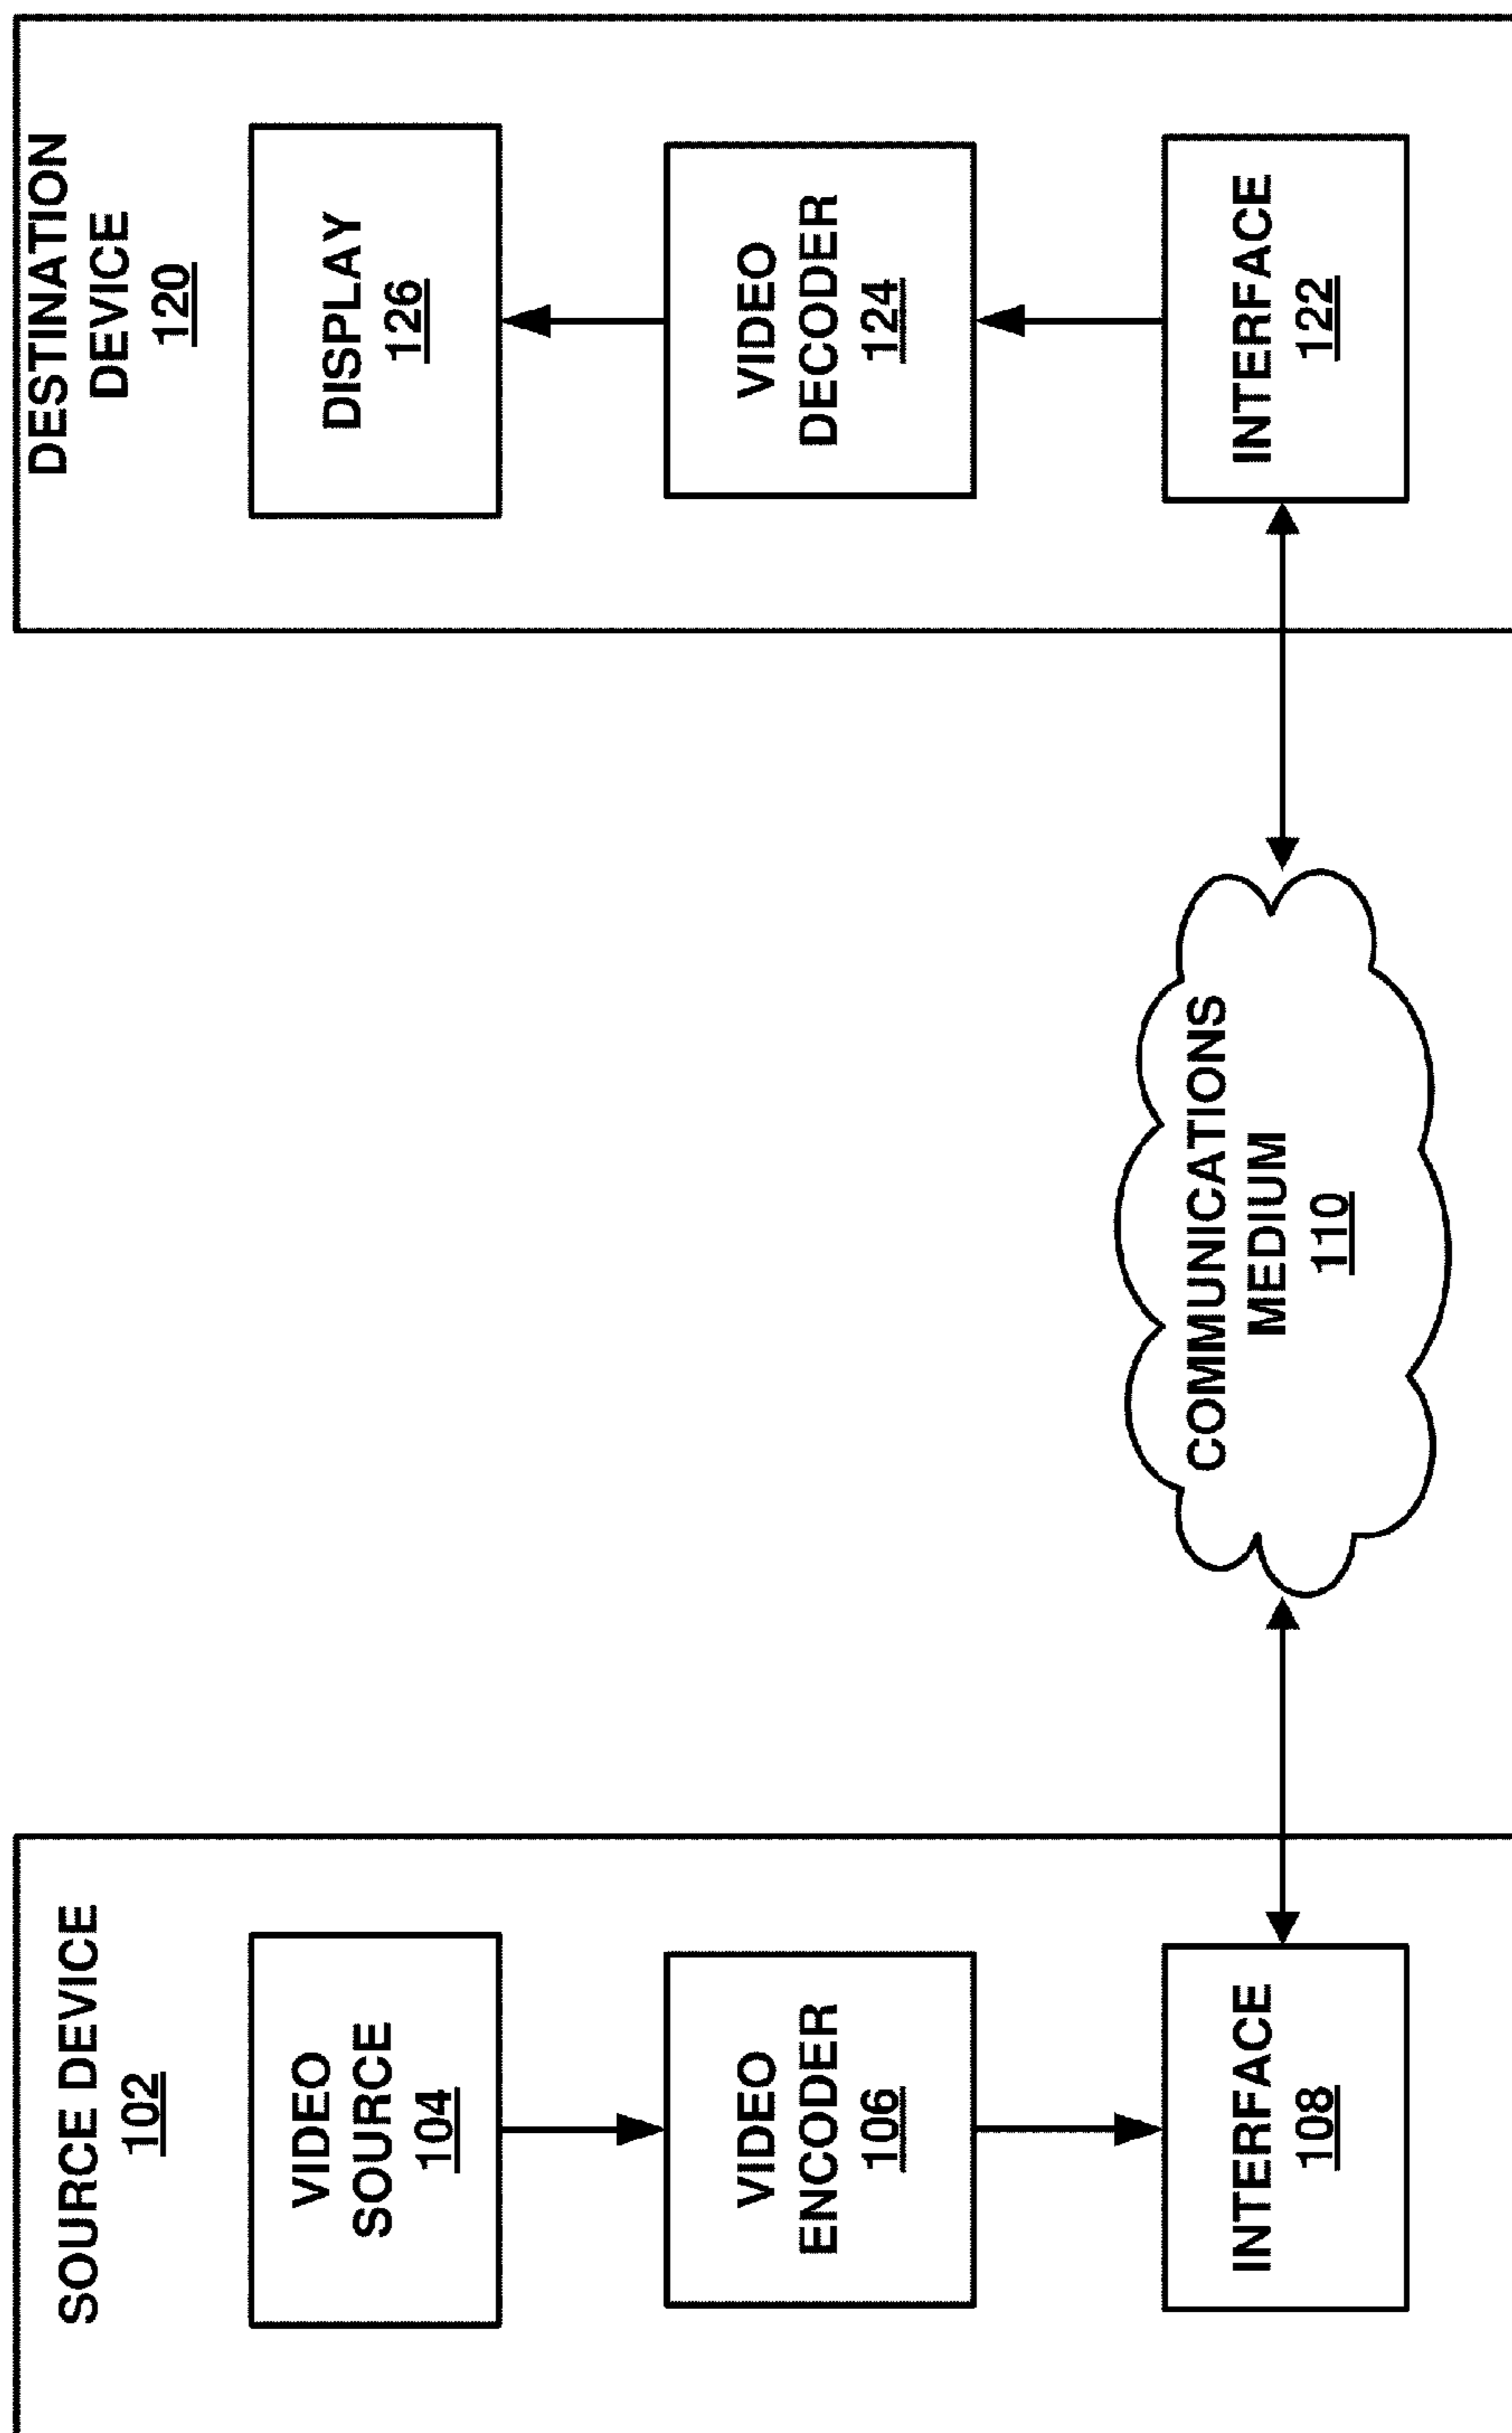 SOURCE DEVICE
102
VIDEO
SOURCE
104
VIDEO
ENCODER
106
INTERFACE
108
COMMUNICATIONS
MEDIUM
110
DESTINATION
DEVICE
120
DISPLAY
126
VIDEO
DECODER
124
INTERFACE
122